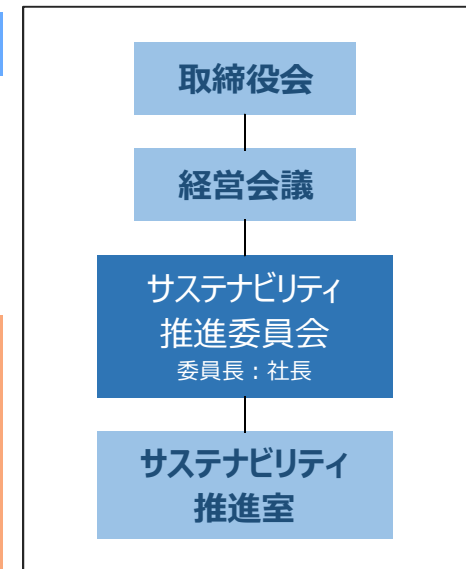 取締役会
経営会議
サステナビリティ
推進委員会
委員長：社長
サステナビリティ
推進室